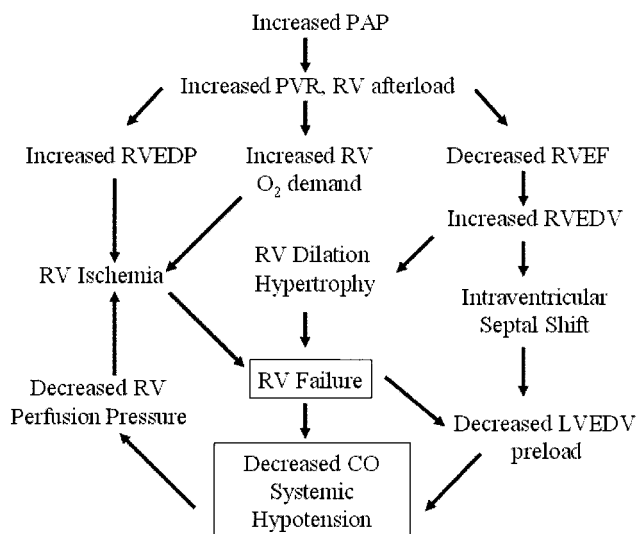 Increased PAP
Increased PVR, RV afterload
Increased RVEDP
Increased RV
O₂ demand
Decreased RVEF
Increased RVEDV
RV Dilation
Hypertrophy
RV Ischemia
Intraventricular
Septal Shift
RV Failure
Decreased RV
Perfusion Pressure
Decreased LVEDV
preload
Decreased CO
Systemic
Hypotension